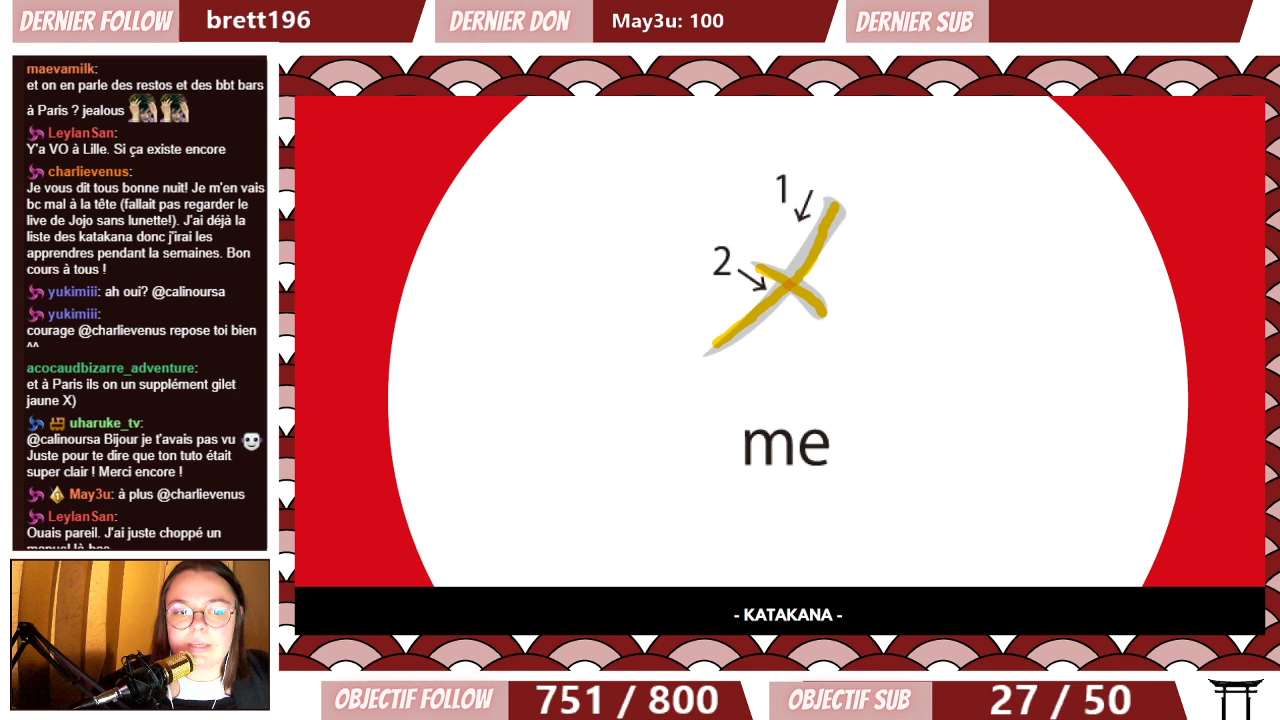 DERNIER FOLLOW
brett196
DERNIER DON
May3u: 100
DERNIER SUB
maevamilk:
et on en parle des restos et des bbt bars
à Paris ? jealous
LeylanSan:
Y'a VO à Lille. Si ça existe encore
charlievenus:
Je vous dit tous bonne nuit! Je m'en vais
bc mal à la tête (fallait pas regarder le
live de Jojo sans lunette!). J'ai déjà la
liste des katakana donc j'irai les
apprendres pendant la semaines. Bon
cours à tous !
yukimiii: ah oui? @calinoursa
yukimiii:
courage @charlievenus repose toi bien
^^
acocaudbizarre_adventure:
et à Paris ils on un supplément gilet
jaune X)
uharuke_tv:
@calinoursa Bijour je t'avais pas vu
Juste pour te dire que ton tuto était
super clair ! Merci encore !
May3u: à plus @charlievenus
LeylanSan:
Ouais pareil. J'ai juste choppé un
manuel là bas
1
2
メ
me
- KATAKANA -
OBJECTIF FOLLOW
751 / 800
OBJECTIF SUB
27 / 50